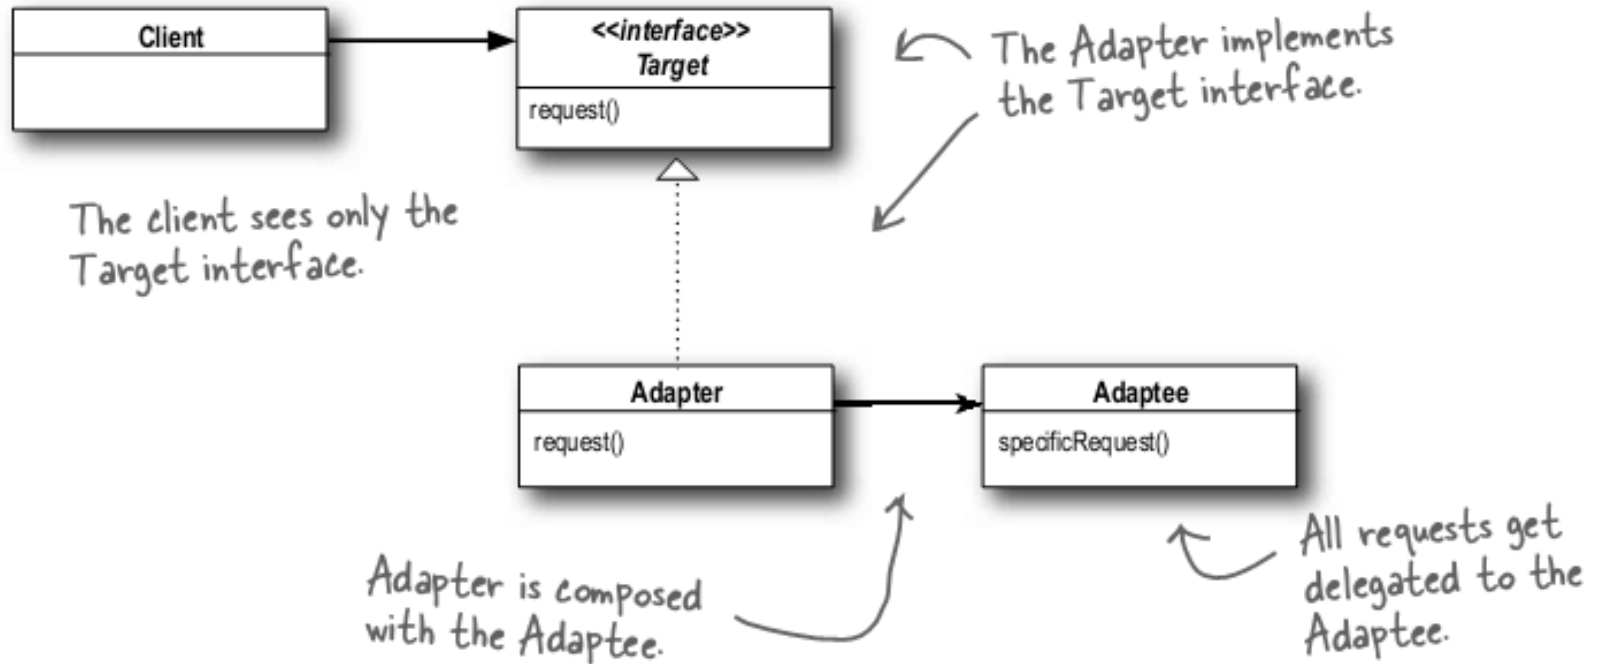 Client
<<interface>>
Target
request()
The Adapter implements
the Target interface.
The client sees only the
Target interface.
Adapter
request()
Adaptee
specificRequest()
Adapter is composed
with the Adaptee.
All requests get
delegated to the
Adaptee.